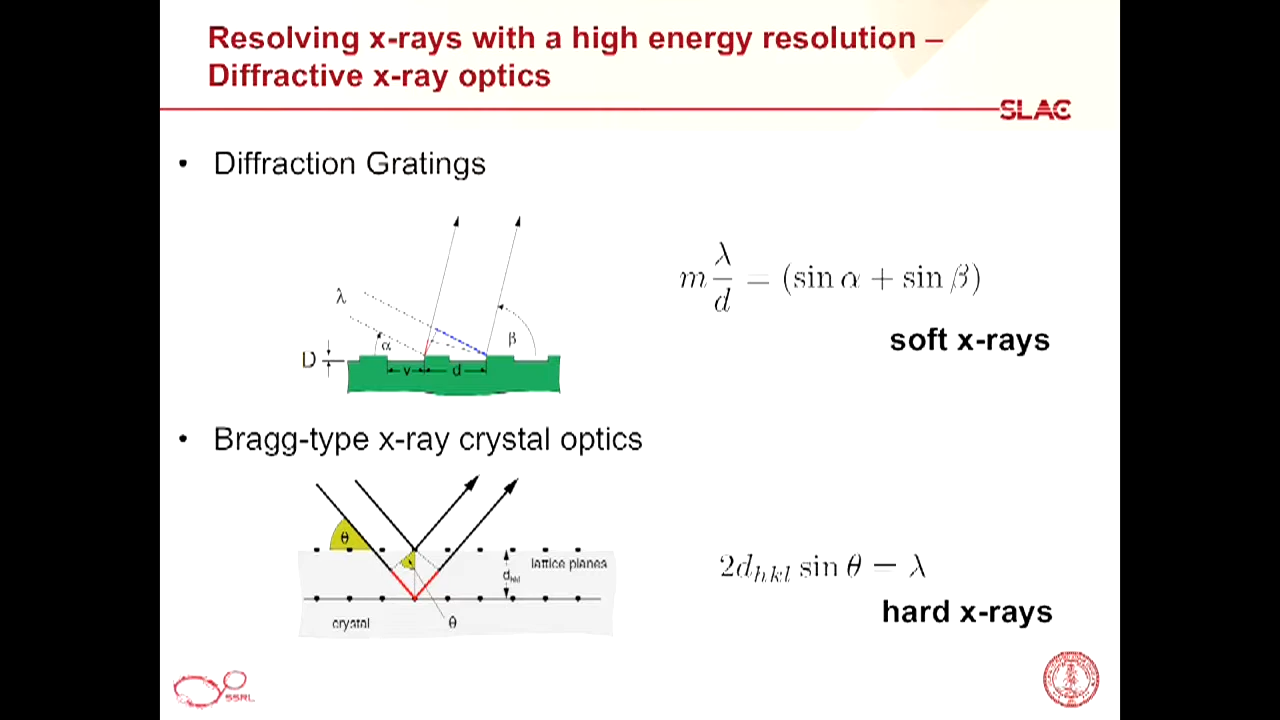 Resolving x-rays with a high energy resolution –
Diffractive x-ray optics
SLAC
• Diffraction Gratings
λ
α
β
D
v
d
m λ/d = (sin α + sin β)
soft x-rays
• Bragg-type x-ray crystal optics
θ
lattice planes
d_hkl
crystal
θ
2d_hkl sin θ = λ
hard x-rays
SSRL